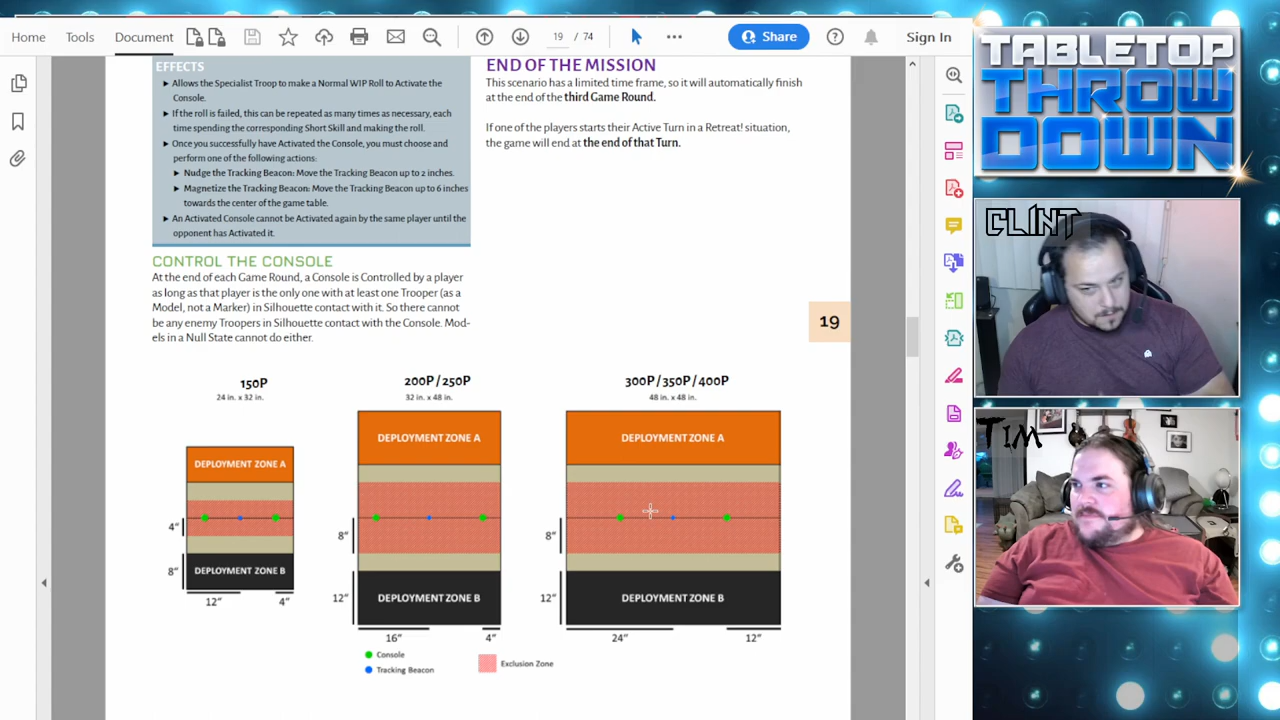 Home
Tools
Document
19 / 74
Share
Sign In
EFFECTS
► Allows the Specialist Troop to make a Normal WIP Roll to Activate the
Console.
► If the roll is failed, this can be repeated as many times as necessary, each
time spending the corresponding Short Skill and making the roll.
► Once you successfully have Activated the Console, you must choose and
perform one of the following actions:
► Nudge the Tracking Beacon: Move the Tracking Beacon up to 2 inches.
► Magnetize the Tracking Beacon: Move the Tracking Beacon up to 6 inches
towards the center of the game table.
► An Activated Console cannot be Activated again by the same player until the
opponent has Activated it.
CONTROL THE CONSOLE
At the end of each Game Round, a Console is Controlled by a player
as long as that player is the only one with at least one Trooper (as a
Model, not a Marker) in Silhouette contact with it. So there cannot
be any enemy Troopers in Silhouette contact with the Console. Mod-
els in a Null State cannot do either.
END OF THE MISSION
This scenario has a limited time frame, so it will automatically finish
at the end of the third Game Round.
If one of the players starts their Active Turn in a Retreat! situation,
the game will end at the end of that Turn.
19
150P
24 in. x 32 in.
DEPLOYMENT ZONE A
4"
8"
DEPLOYMENT ZONE B
12"
4"
200P / 250P
32 in. x 48 in.
DEPLOYMENT ZONE A
8"
12"
DEPLOYMENT ZONE B
16"
4"
300P / 350P / 400P
48 in. x 48 in.
DEPLOYMENT ZONE A
8"
12"
DEPLOYMENT ZONE B
24"
12"
Console
Tracking Beacon
Exclusion Zone
TABLETOP
THROW
DOWN
CLINT
TIM